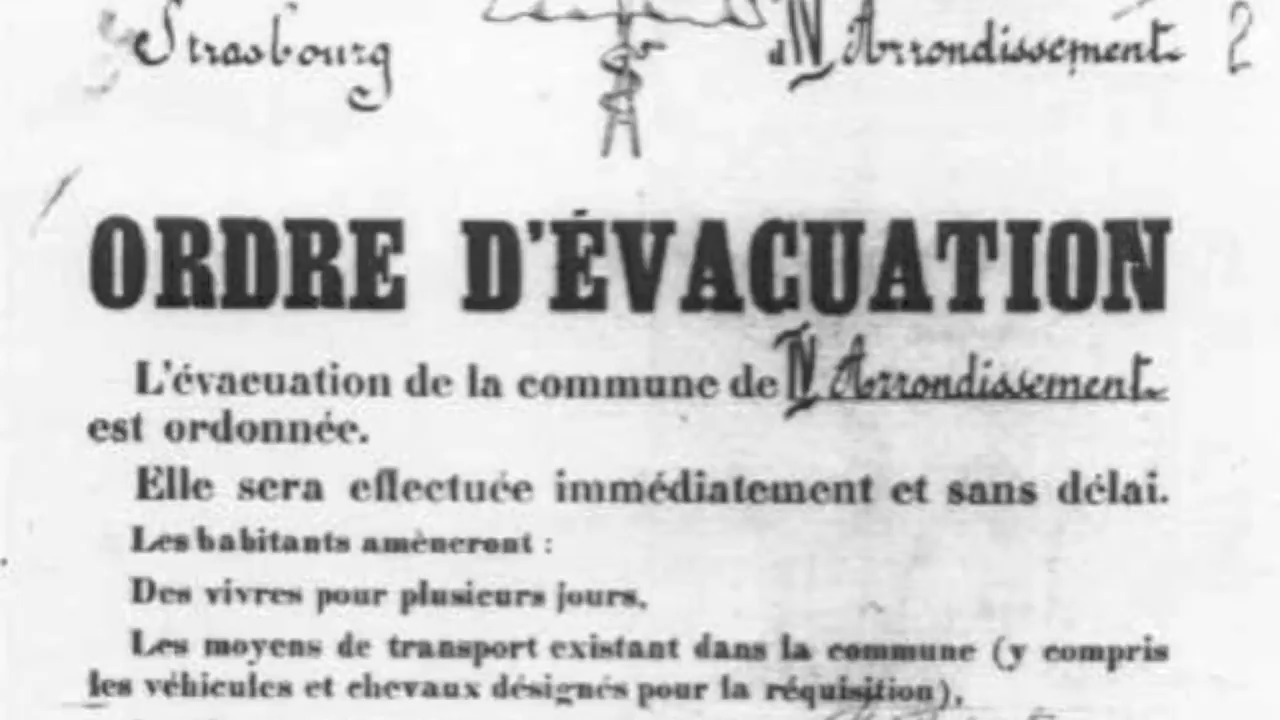 Strasbourg IV Arrondissement
ORDRE D'ÉVACUATION
L'évacuation de la commune de IV Arrondissement
est ordonnée.
Elle sera effectuée immédiatement et sans délai.
Les habitants amèneront :
Des vivres pour plusieurs jours,
Les moyens de transport existant dans la commune (y compris
les véhicules et chevaux désignés pour la réquisition),